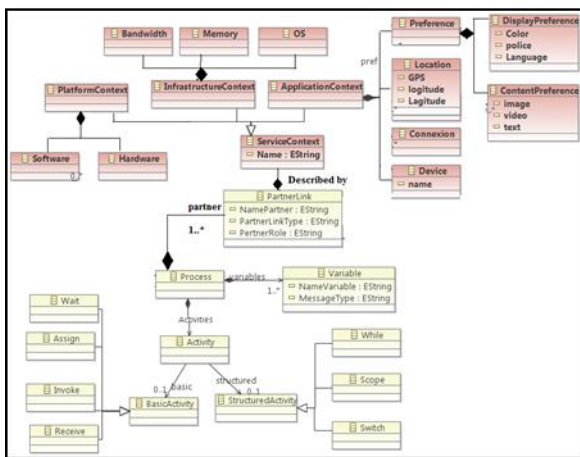 Bandwidth
Memory
OS
Preference
DisplayPreference
Color
police
Language
pref
PlatformContext
InfrastructureContext
ApplicationContext
Location
GPS
logitude
Lagitude
ContentPreference
image
video
text
Software
0..*
Hardware
ServiceContext
Name : EString
Connexion
Device
name
Described by
partner
1..*
PartnerLink
NamePartner : EString
PartnerLinkType : EString
PertnerRole : EString
Process
variables
1..*
Variable
NameVariable : EString
MessageType : EString
Activities
Wait
Assign
Invoke
Receive
Activity
basic
0..1
structured
0..1
BasicActivity
StructuredActivity
While
Scope
Switch